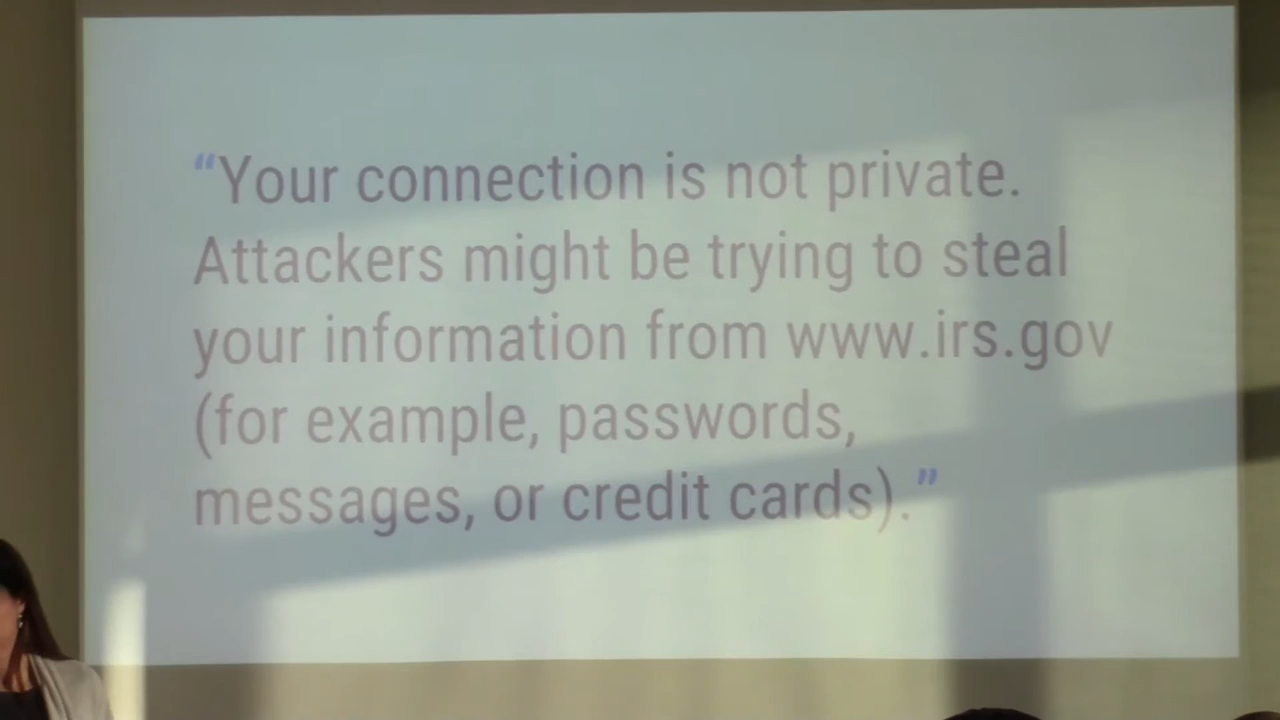 “Your connection is not private.
Attackers might be trying to steal
your information from www.irs.gov
(for example, passwords,
messages, or credit cards).”